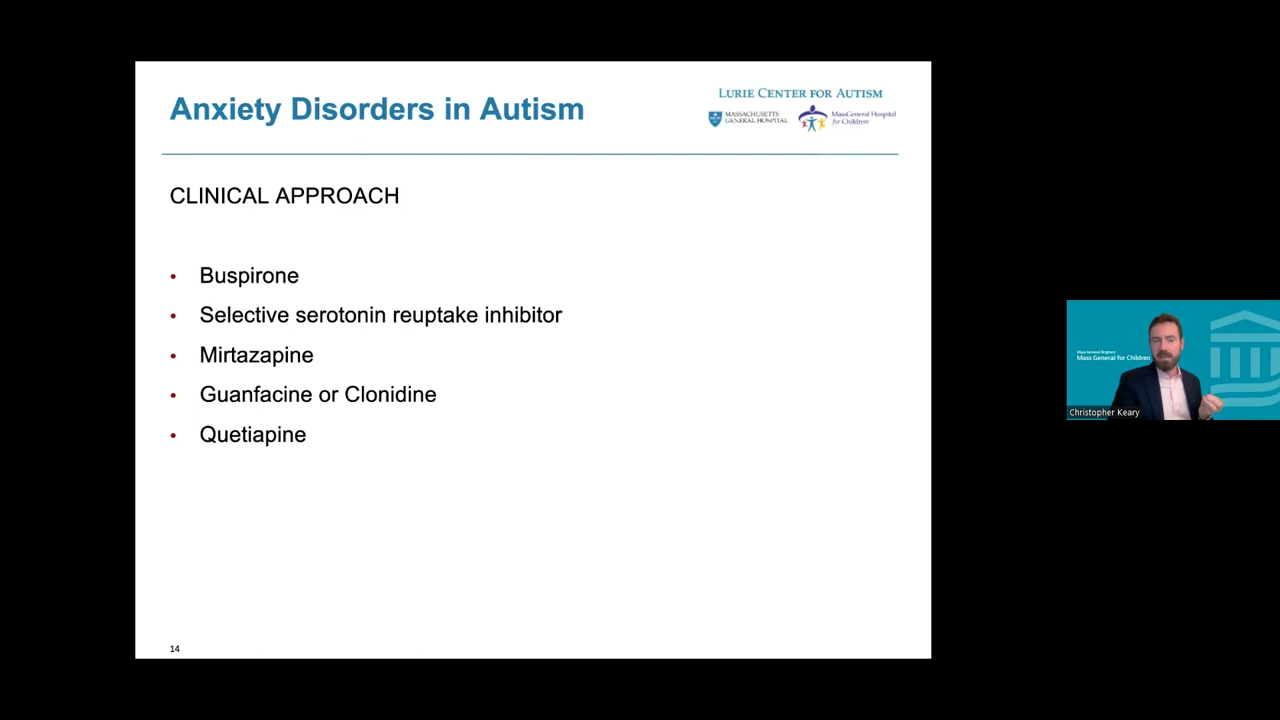 Anxiety Disorders in Autism
LURIE CENTER FOR AUTISM
MASSACHUSETTS
GENERAL HOSPITAL
MassGeneral Hospital
for Children
CLINICAL APPROACH
• Buspirone
• Selective serotonin reuptake inhibitor
• Mirtazapine
• Guanfacine or Clonidine
• Quetiapine
14
Mass General Brigham
Mass General for Children
Christopher Keary